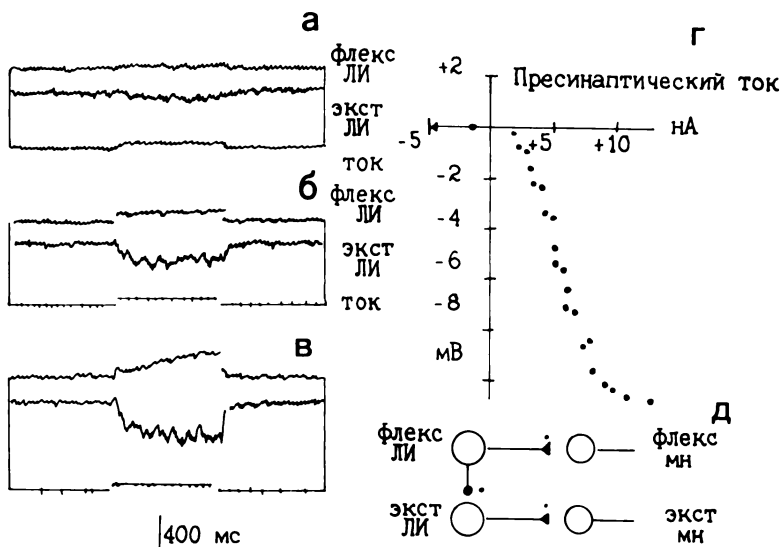 а
флекс
ЛИ
экст
ЛИ
ток
б
флекс
ЛИ
экст
ЛИ
ток
в
400 мс
г
+2
Пресинаптический ток
-5
+5
+10
нА
-2
-4
-6
-8
мВ
д
флекс
ЛИ
флекс
мн
экст
ЛИ
экст
мн